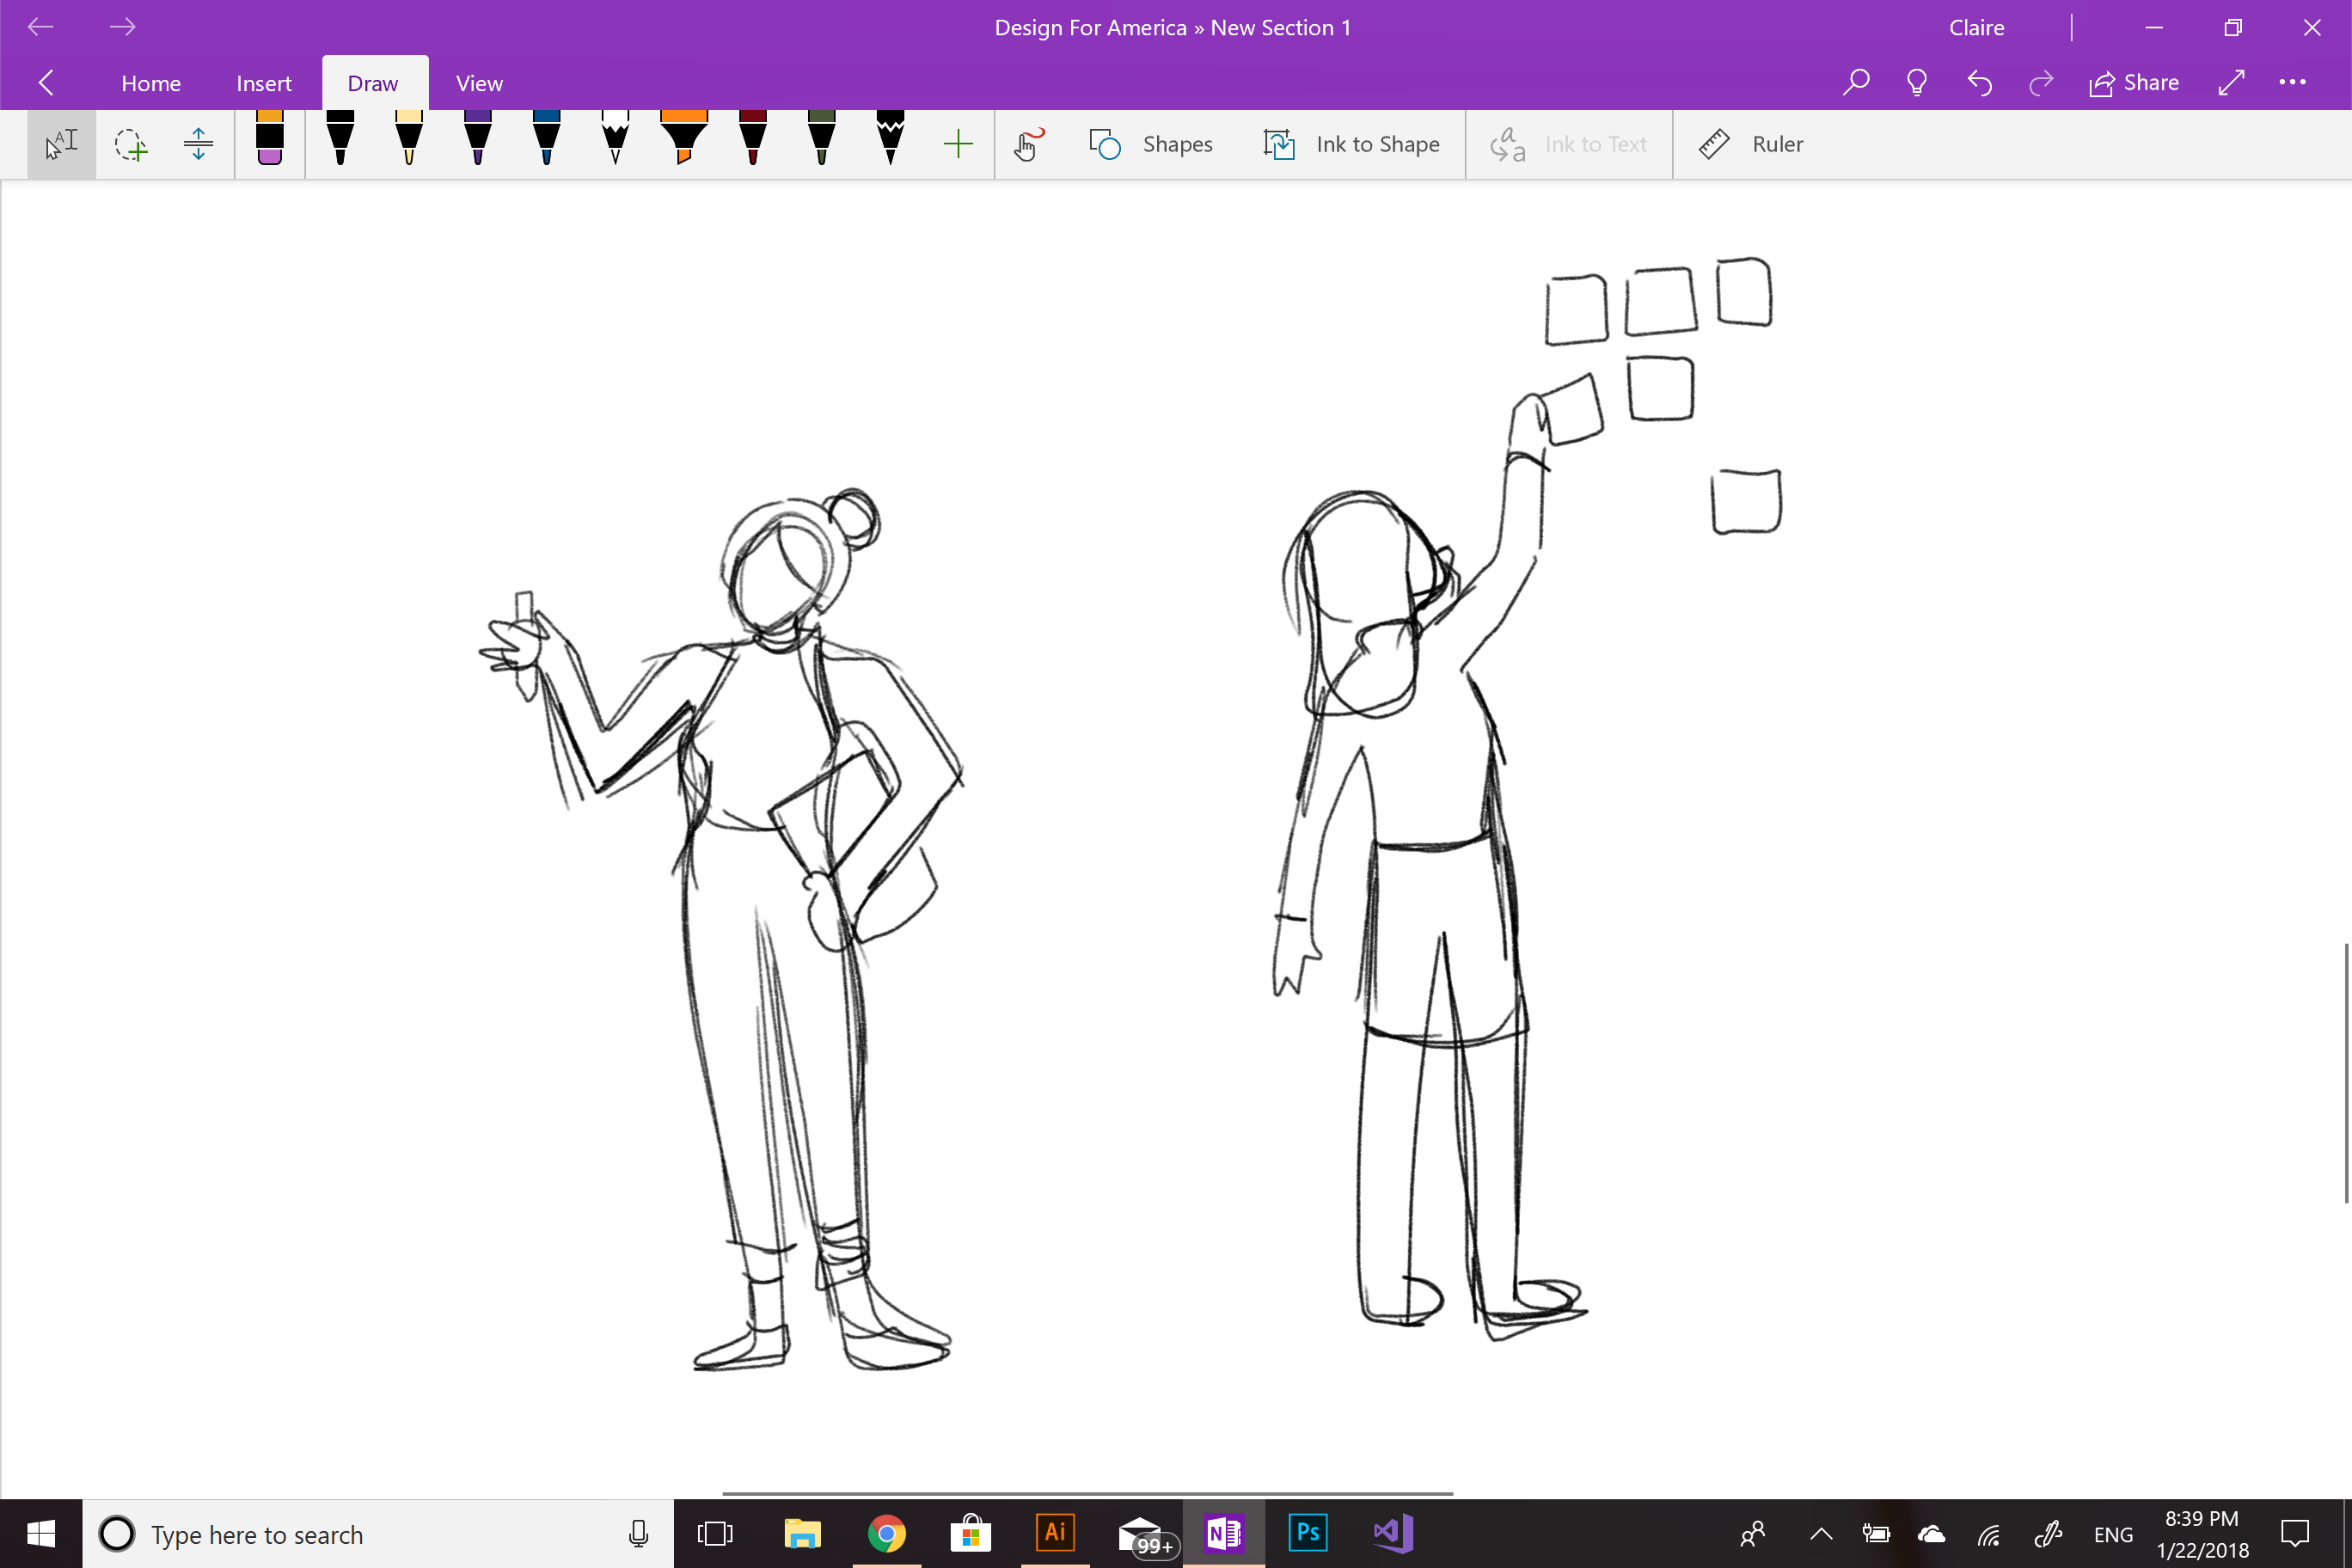 Design For America » New Section 1
Claire
Home Insert Draw View
Share
Shapes Ink to Shape Ink to Text Ruler
Type here to search
Ai
99+
N
Ps
ENG
8:39 PM
1/22/2018